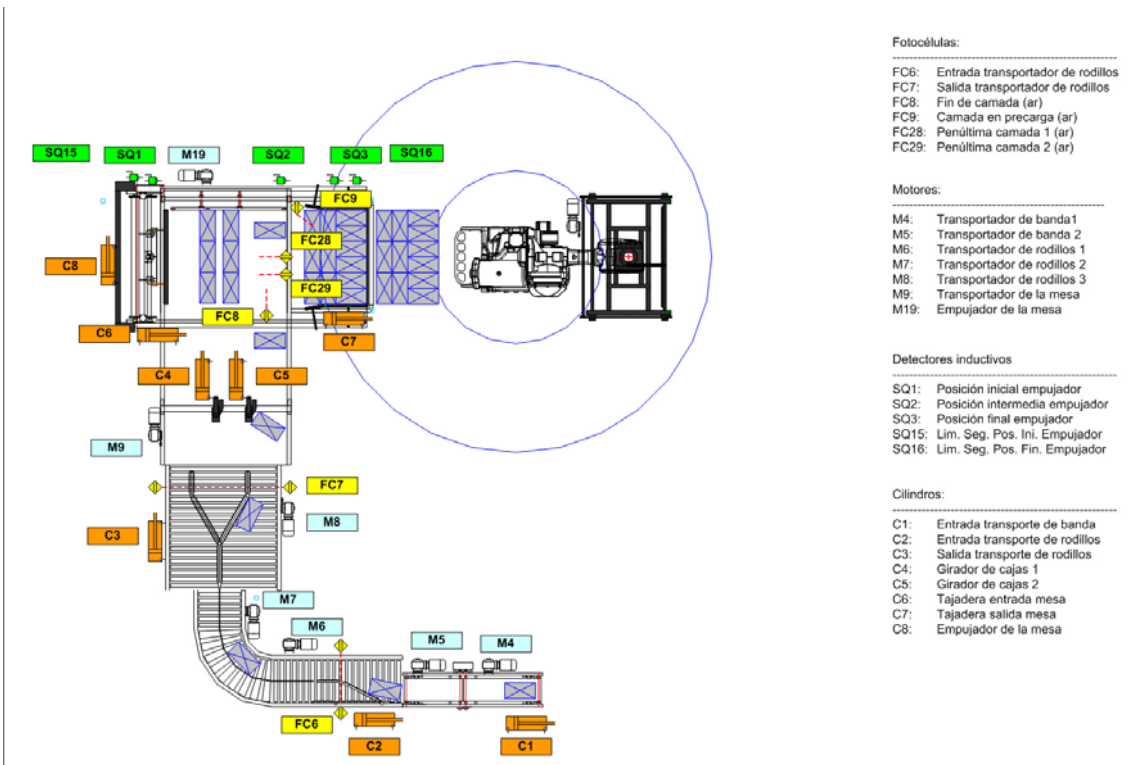 SQ15
SQ1
M19
SQ2
SQ3
SQ16
FC9
FC28
C8
FC29
FC8
C6
C7
C4
C5
M9
FC7
M8
C3
M7
M6
M5
M4
FC6
C2
C1
Fotocélulas:
FC6: Entrada transportador de rodillos
FC7: Salida transportador de rodillos
FC8: Fin de camada (ar)
FC9: Camada en precarga (ar)
FC28: Penúltima camada 1 (ar)
FC29: Penúltima camada 2 (ar)
Motores:
M4: Transportador de banda1
M5: Transportador de banda 2
M6: Transportador de rodillos 1
M7: Transportador de rodillos 2
M8: Transportador de rodillos 3
M9: Transportador de la mesa
M19: Empujador de la mesa
Detectores inductivos
SQ1: Posición inicial empujador
SQ2: Posición intermedia empujador
SQ3: Posición final empujador
SQ15: Lim. Seg. Pos. Ini. Empujador
SQ16: Lim. Seg. Pos. Fin. Empujador
Cilindros:
C1: Entrada transporte de banda
C2: Entrada transporte de rodillos
C3: Salida transporte de rodillos
C4: Girador de cajas 1
C5: Girador de cajas 2
C6: Tajadera entrada mesa
C7: Tajadera salida mesa
C8: Empujador de la mesa